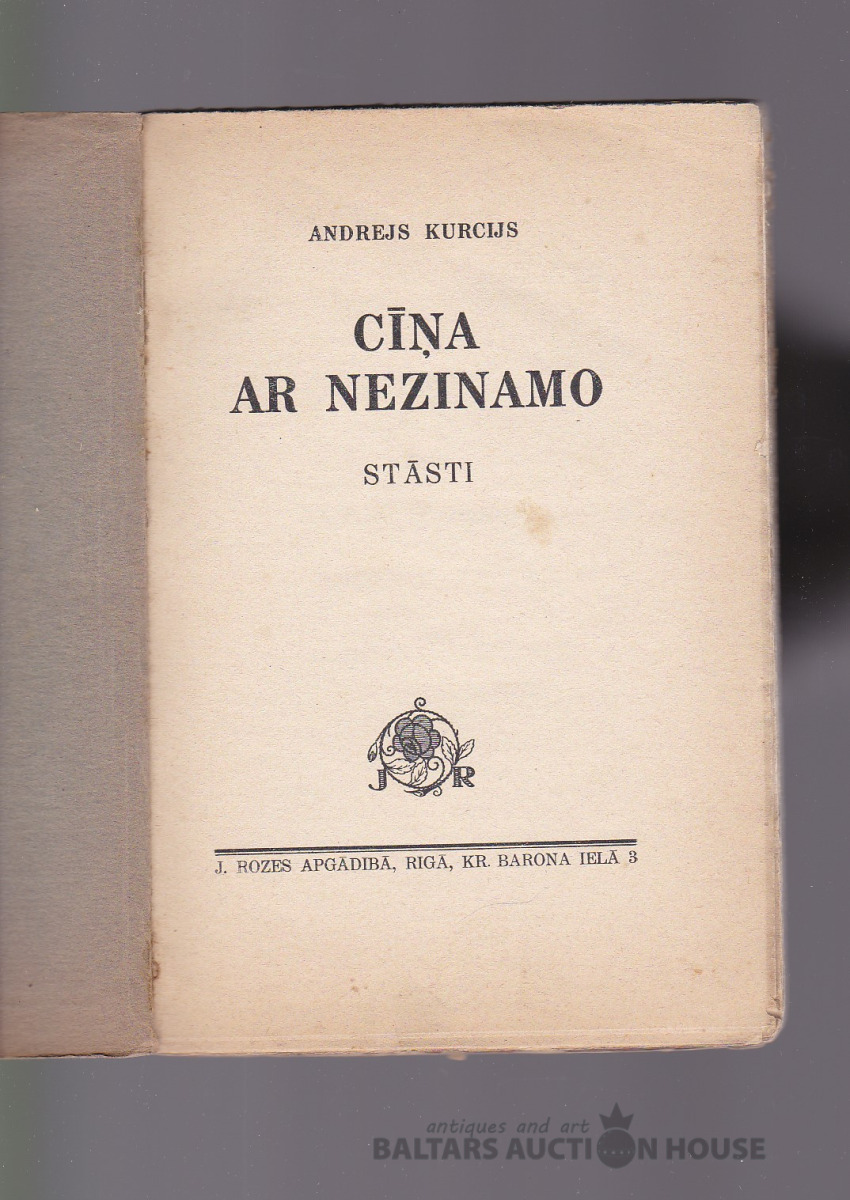 ANDREJS KURCIJS
CĪŅA
AR NEZINAMO
STĀSTI
J R
J. ROZES APGĀDIBĀ, RIGĀ, KR. BARONA IELĀ 3
antiques and art
BALTARS AUCTION HOUSE